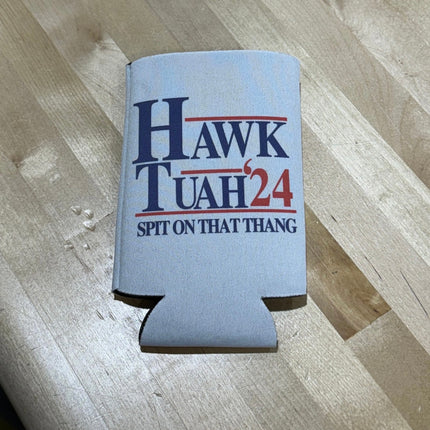 HAWK
TUAH '24
SPIT ON THAT THANG